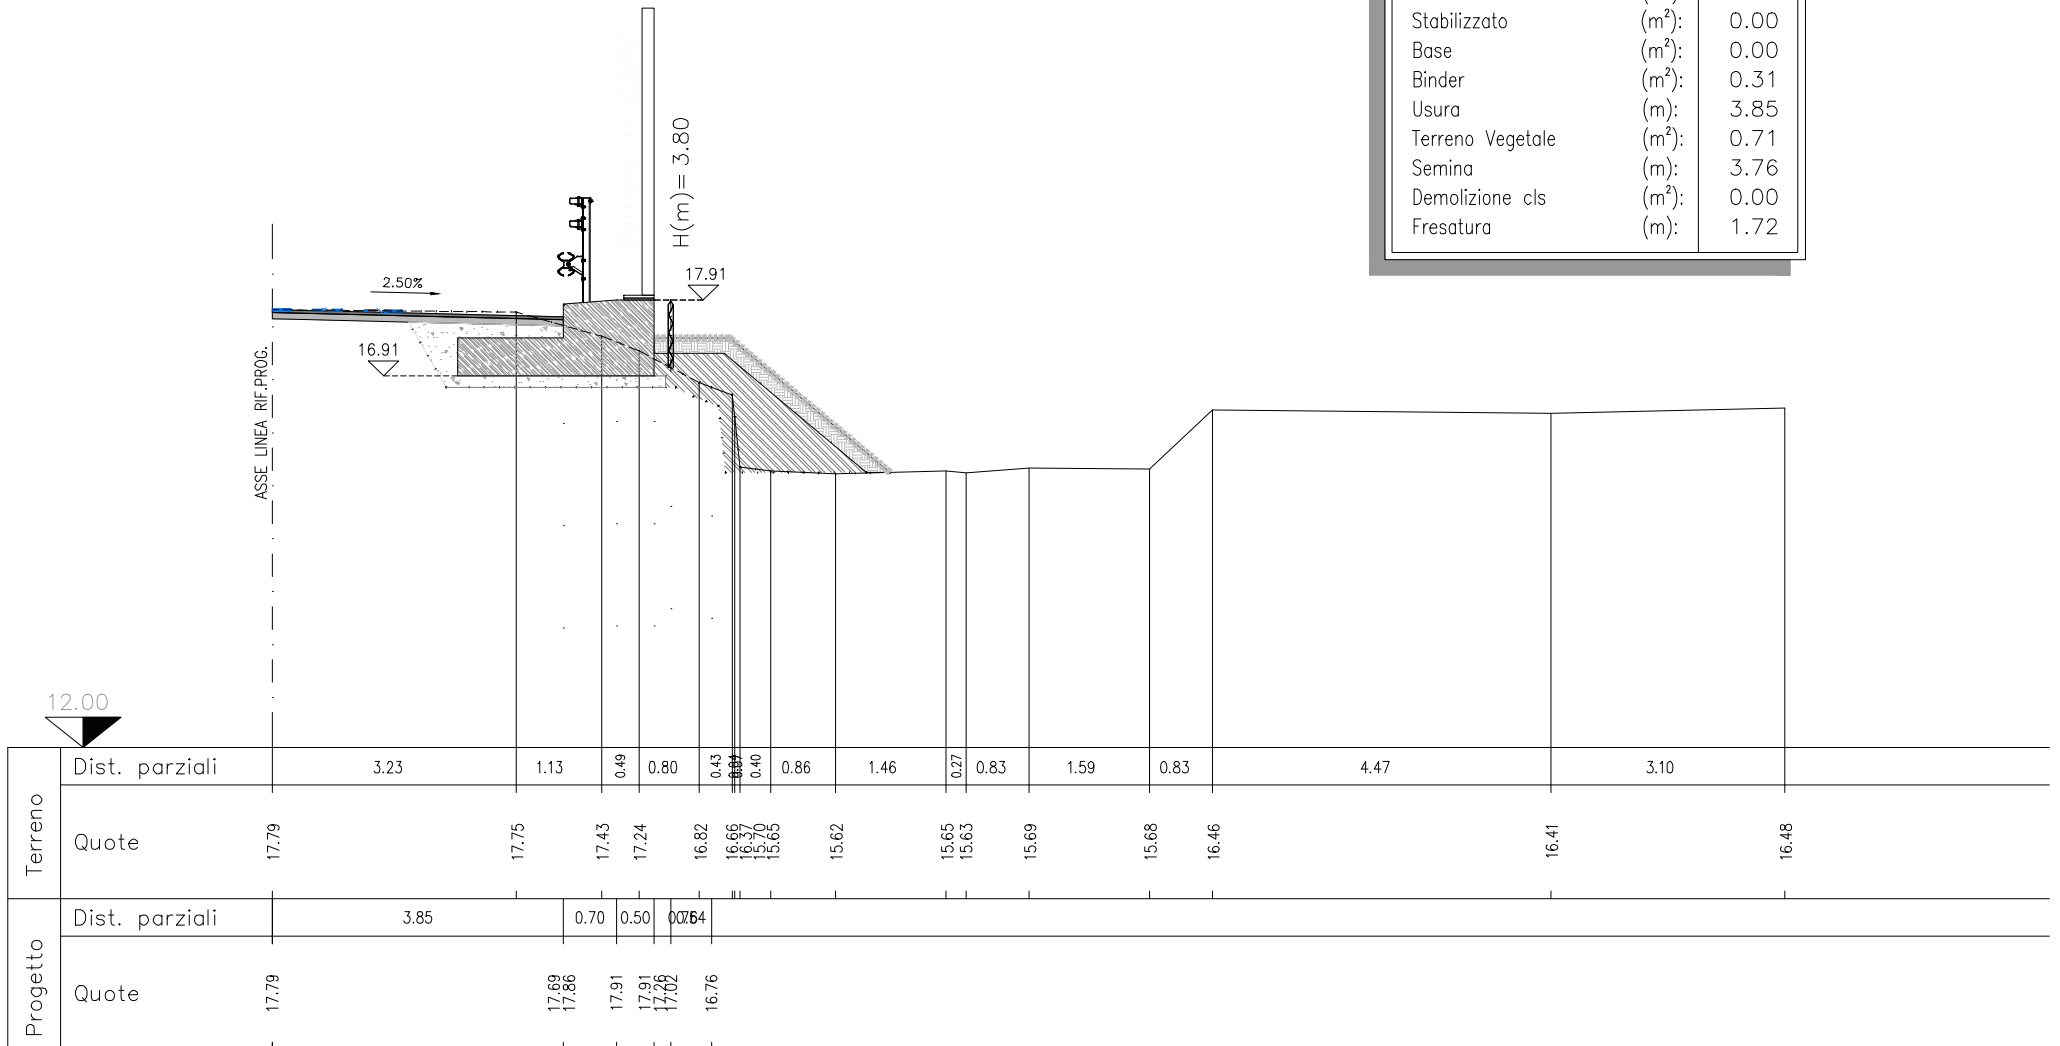 Stabilizzato (m²): 0.00
Base (m²): 0.00
Binder (m²): 0.31
Usura (m): 3.85
Terreno Vegetale (m²): 0.71
Semina (m): 3.76
Demolizione cls (m²): 0.00
Fresatura (m): 1.72
H(m)= 3.80
17.91
2.50%
16.91
ASSE LINEA RIF.PROG.
12.00
Terreno
Dist. parziali 3.23 1.13 0.49 0.80 0.43 0.40 0.86 1.46 0.27 0.83 1.59 0.83 4.47 3.10
Quote 17.79 17.75 17.43 17.24 16.82 16.66 16.37 15.70 15.65 15.62 15.65 15.63 15.69 15.68 16.46 16.41 16.48
Progetto
Dist. parziali 3.85 0.70 0.50
Quote 17.79 17.69 17.86 17.91 17.91 17.26 17.02 16.76